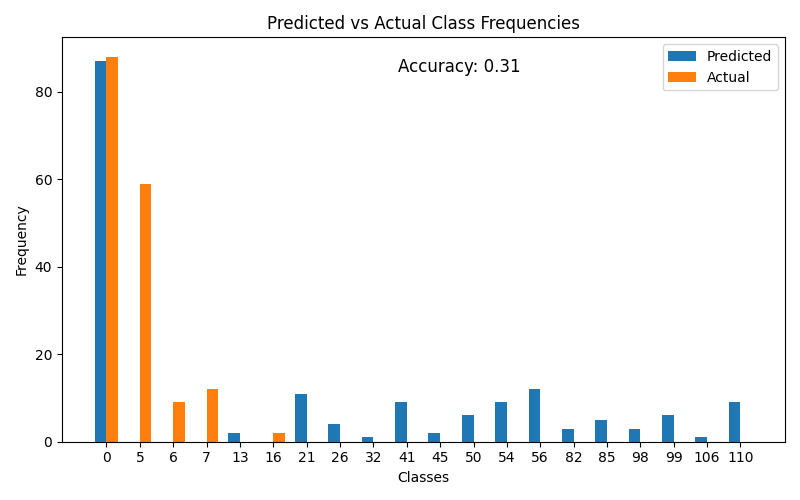 Predicted vs Actual Class Frequencies
Accuracy: 0.31
Predicted
Actual
Frequency
80
60
40
20
0
0 5 6 7 13 16 21 26 32 41 45 50 54 56 82 85 98 99 106 110
Classes